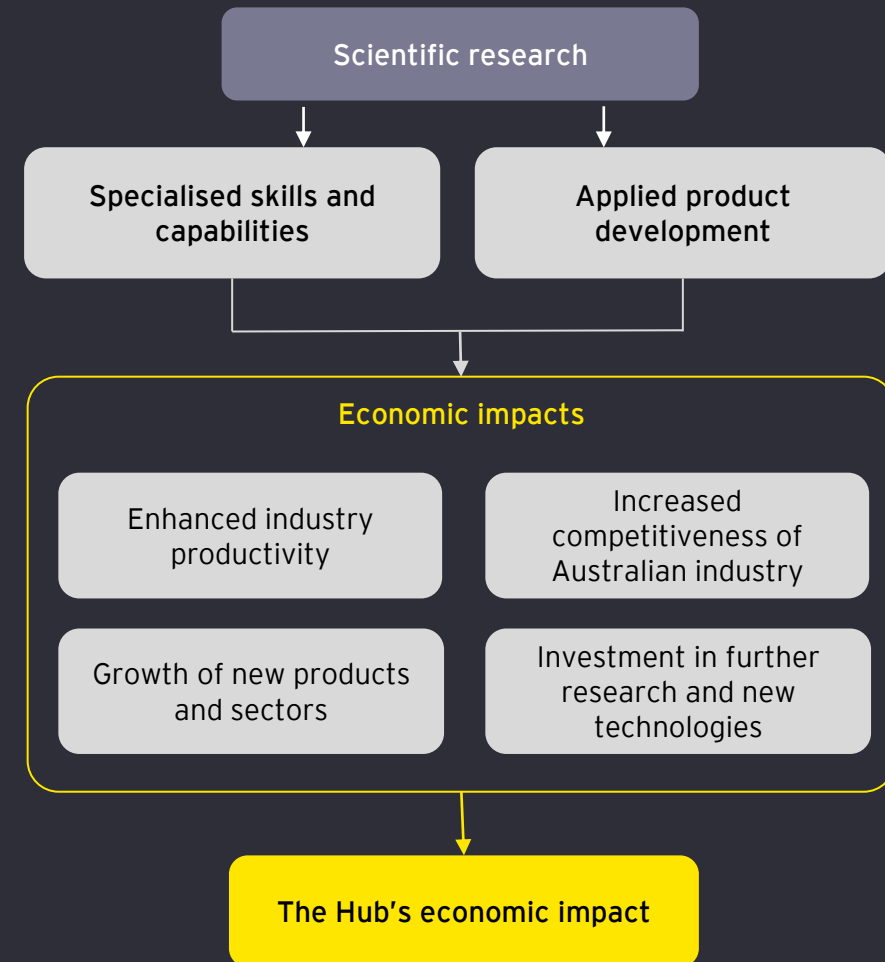 Scientific research
Specialised skills and
capabilities
Applied product
development
Economic impacts
Enhanced industry
productivity
Increased
competitiveness of
Australian industry
Growth of new products
and sectors
Investment in further
research and new
technologies
The Hub's economic impact